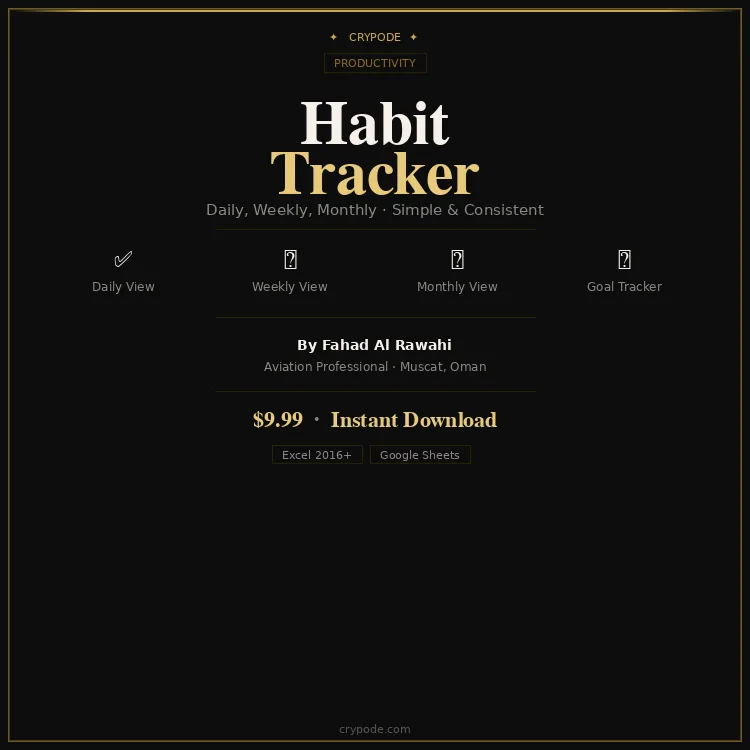 ✦ CRYPODE ✦
PRODUCTIVITY
Habit
Tracker
Daily, Weekly, Monthly · Simple & Consistent
Daily View
Weekly View
Monthly View
Goal Tracker
By Fahad Al Rawahi
Aviation Professional · Muscat, Oman
$9.99 · Instant Download
Excel 2016+
Google Sheets
crypode.com